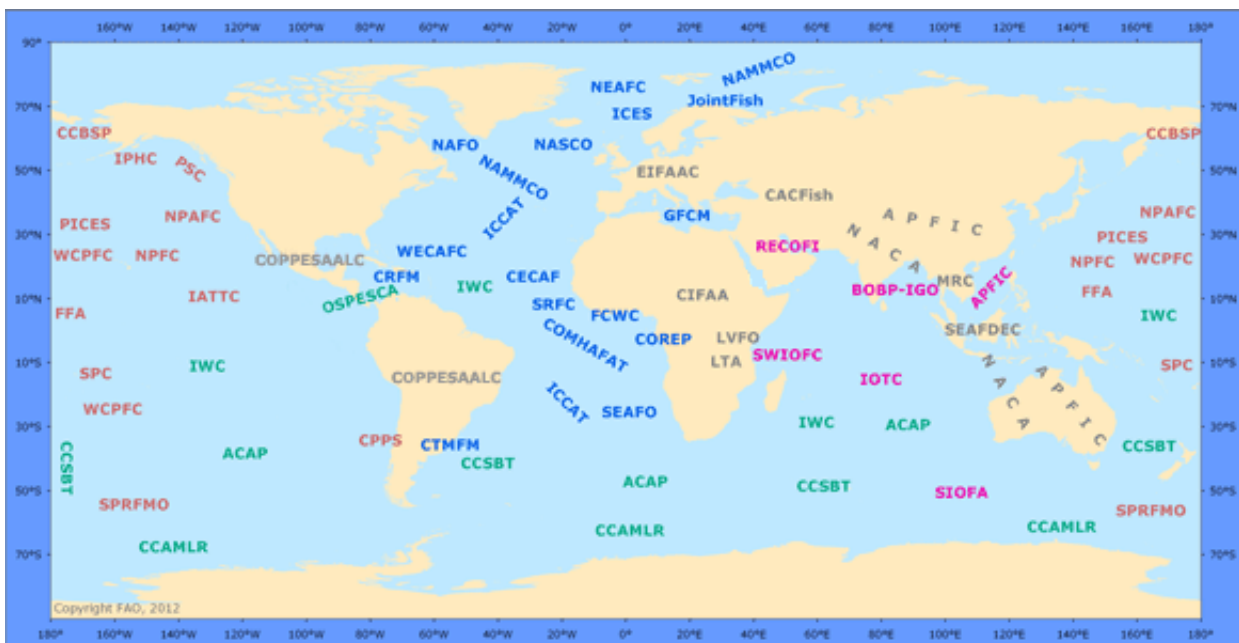 160°W 140°W 120°W 100°W 80°W 60°W 40°W 20°W 0° 20°E 40°E 60°E 80°E 100°E 120°E 140°E 160°E 180°
90°
NAMMCO
NEAFC
JointFish
70°N ICES 70°N
CCBSP NAFO NASCO CCBSP
IPHC PSC NAMMCO EIFAAC
50°N 50°N
CACFish
PICES NPAFC ICCAT GFCM APFIC NPAFC
30°N NACA PICES 30°N
WCPFC NPFC COPPESAALC WECAFC RECOFI NPFC WCPFC
CRFM IWC CECAF MRC APFIC
IATTC OSPESCA CIFAA BOBP-IGO FFA
10°N 10°N
FFA SRFC FCWC IWC
COMHAFAT COREP LVFO SEAFDEC
SWIOFC
10°S LTA 10°S
SPC IWC COPPESAALC IOTC NACA APFIC SPC
WCPFC ICCAT SEAFO
30°S IWC ACAP 30°S
CCSBT ACAP CPPS CTMFM CCSBT
CCSBT
ACAP CCSBT SIOFA
50°S 50°S
SPRFMO SPRFMO
CCAMLR CCAMLR CCAMLR
70°S 70°S
Copyright FAO, 2012
180° 160°W 140°W 120°W 100°W 80°W 60°W 40°W 20°W 0° 20°E 40°E 60°E 80°E 100°E 120°E 140°E 160°E 180°